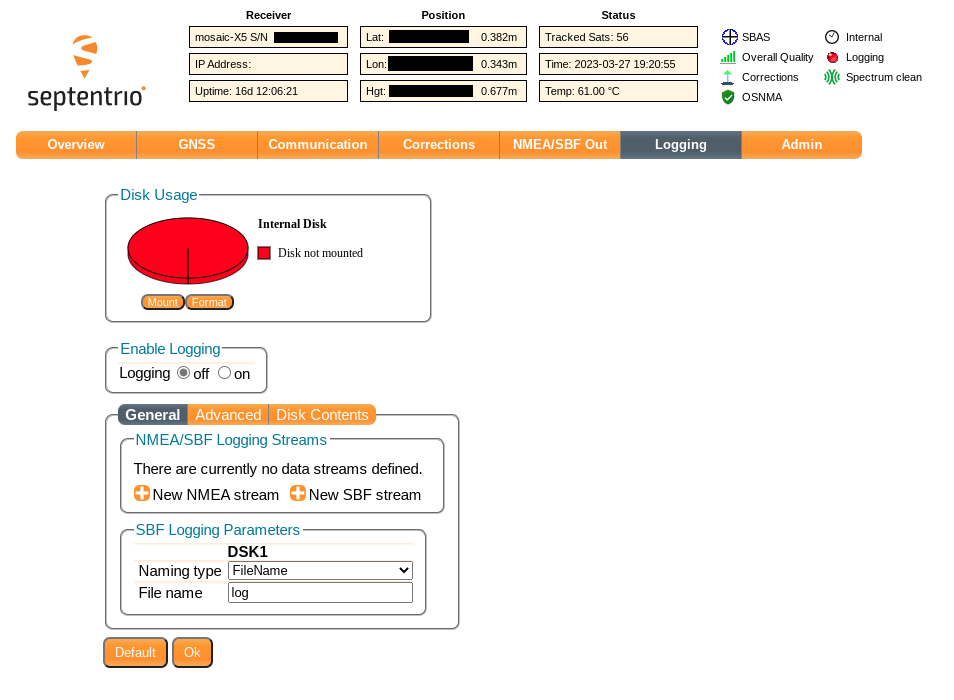 Receiver Position Status
mosaic-X5 S/N Lat: 0.382m Tracked Sats: 56 SBAS Internal
IP Address: Lon: 0.343m Time: 2023-03-27 19:20:55 Overall Quality Logging
Uptime: 16d 12:06:21 Hgt: 0.677m Temp: 61.00 °C Corrections Spectrum clean
OSNMA
septentrio
Overview GNSS Communication Corrections NMEA/SBF Out Logging Admin
Disk Usage
Internal Disk
Disk not mounted
Mount Format
Enable Logging
Logging off on
General Advanced Disk Contents
NMEA/SBF Logging Streams
There are currently no data streams defined.
New NMEA stream New SBF stream
SBF Logging Parameters
DSK1
Naming type FileName
File name log
Default Ok